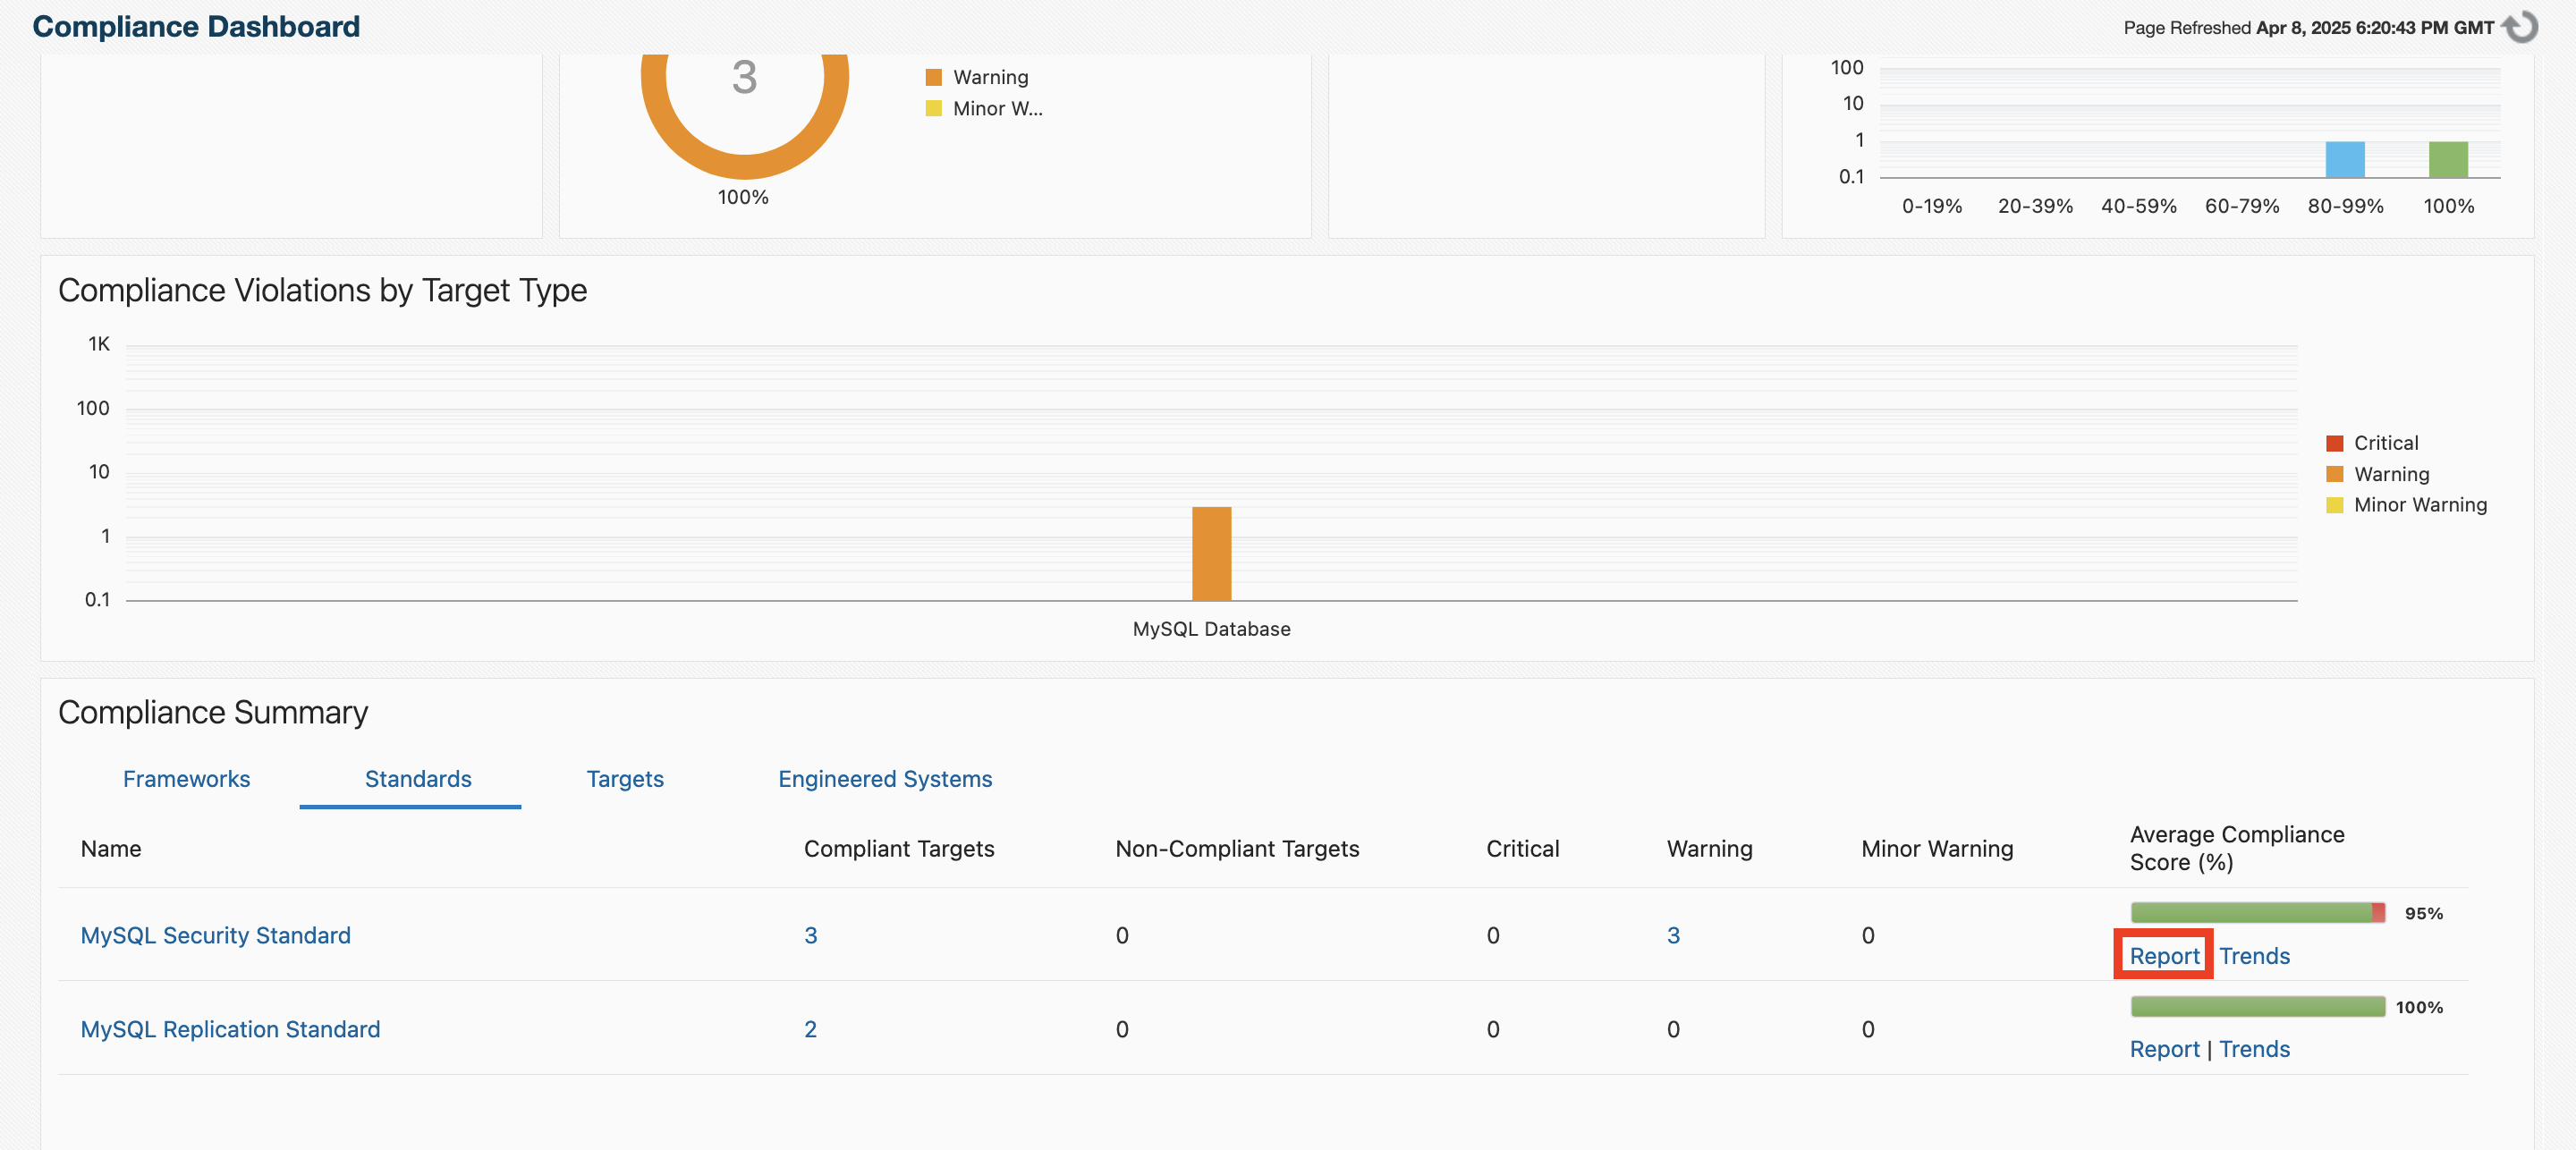 Compliance Dashboard
Page Refreshed Apr 8, 2025 6:20:43 PM GMT
3
100%
Warning
Minor W...
100
10
1
0.1
0-19% 20-39% 40-59% 60-79% 80-99% 100%
Compliance Violations by Target Type
1K
100
10
1
0.1
MySQL Database
Critical
Warning
Minor Warning
Compliance Summary
Frameworks Standards Targets Engineered Systems
Name Compliant Targets Non-Compliant Targets Critical Warning Minor Warning Average Compliance
Score (%)
MySQL Security Standard 3 0 0 3 0 95%
Report Trends
MySQL Replication Standard 2 0 0 0 0 100%
Report | Trends